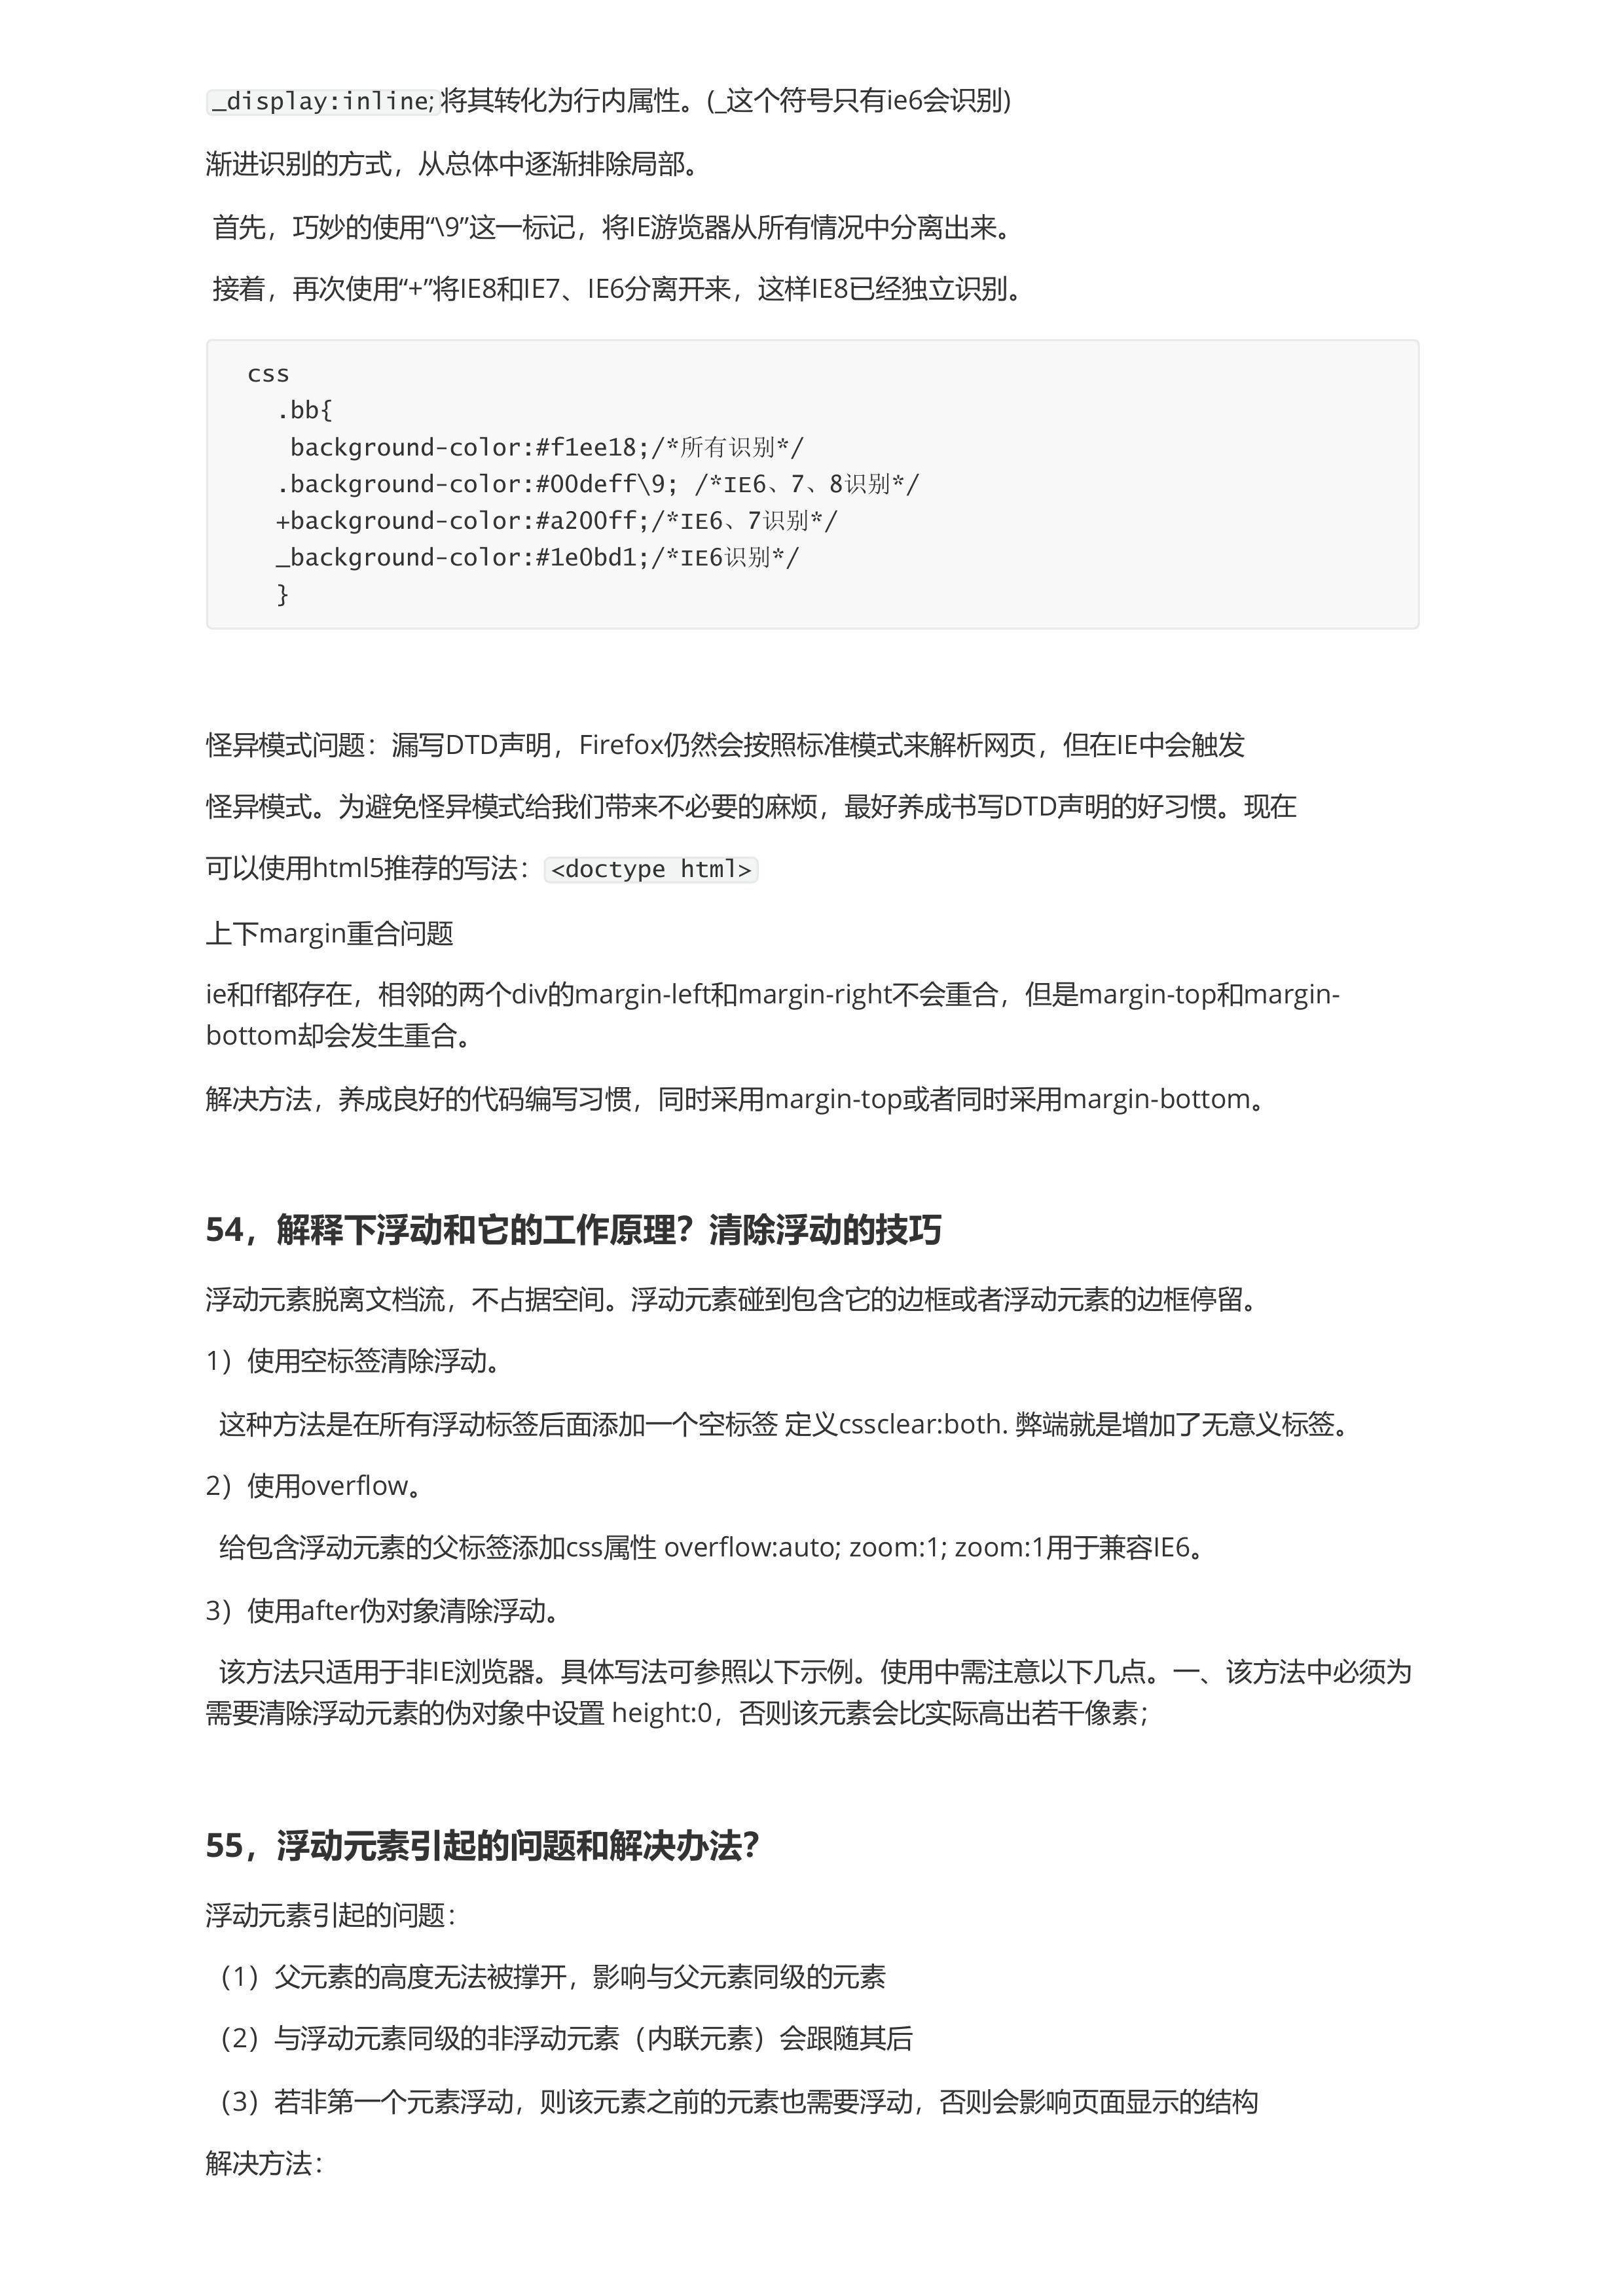 _display:inline;将其转化为行内属性。(_这个符号只有ie6会识别)
渐进识别的方式，从总体中逐渐排除局部。
首先，巧妙的使用“\9”这一标记，将IE游览器从所有情况中分离出来。
接着，再次使用“+”将IE8和IE7、IE6分离开来，这样IE8已经独立识别。
css
.bb{
background-color:#f1ee18;/*所有识别*/
.background-color:#00deff\9; /*IE6、7、8识别*/
+background-color:#a200ff;/*IE6、7识别*/
_background-color:#1e0bd1;/*IE6识别*/
}
怪异模式问题：漏写DTD声明，Firefox仍然会按照标准模式来解析网页，但在IE中会触发
怪异模式。为避免怪异模式给我们带来不必要的麻烦，最好养成书写DTD声明的好习惯。现在
可以使用html5推荐的写法：<doctype html>
上下margin重合问题
ie和ff都存在，相邻的两个div的margin-left和margin-right不会重合，但是margin-top和margin-
bottom却会发生重合。
解决方法，养成良好的代码编写习惯，同时采用margin-top或者同时采用margin-bottom。
54，解释下浮动和它的工作原理？清除浮动的技巧
浮动元素脱离文档流，不占据空间。浮动元素碰到包含它的边框或者浮动元素的边框停留。
1）使用空标签清除浮动。
这种方法是在所有浮动标签后面添加一个空标签 定义cssclear:both. 弊端就是增加了无意义标签。
2）使用overflow。
给包含浮动元素的父标签添加css属性 overflow:auto; zoom:1; zoom:1用于兼容IE6。
3）使用after伪对象清除浮动。
该方法只适用于非IE浏览器。具体写法可参照以下示例。使用中需注意以下几点。一、该方法中必须为
需要清除浮动元素的伪对象中设置 height:0，否则该元素会比实际高出若干像素；
55，浮动元素引起的问题和解决办法？
浮动元素引起的问题：
（1）父元素的高度无法被撑开，影响与父元素同级的元素
（2）与浮动元素同级的非浮动元素（内联元素）会跟随其后
（3）若非第一个元素浮动，则该元素之前的元素也需要浮动，否则会影响页面显示的结构
解决方法：